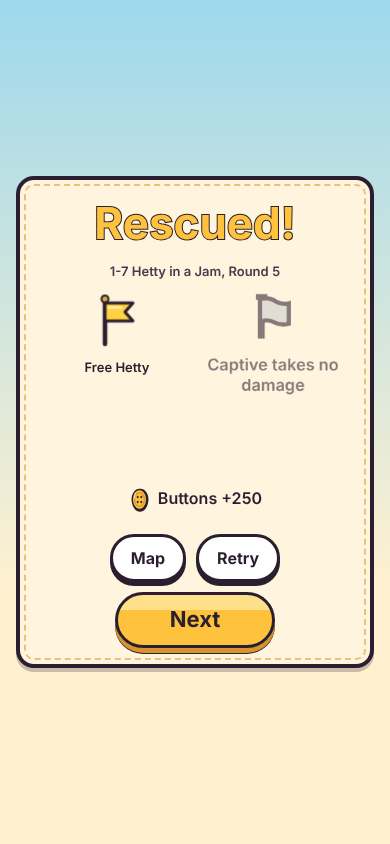 Rescued!
1-7 Hetty in a Jam, Round 5
Free Hetty
Captive takes no
damage
Buttons +250
Map
Retry
Next